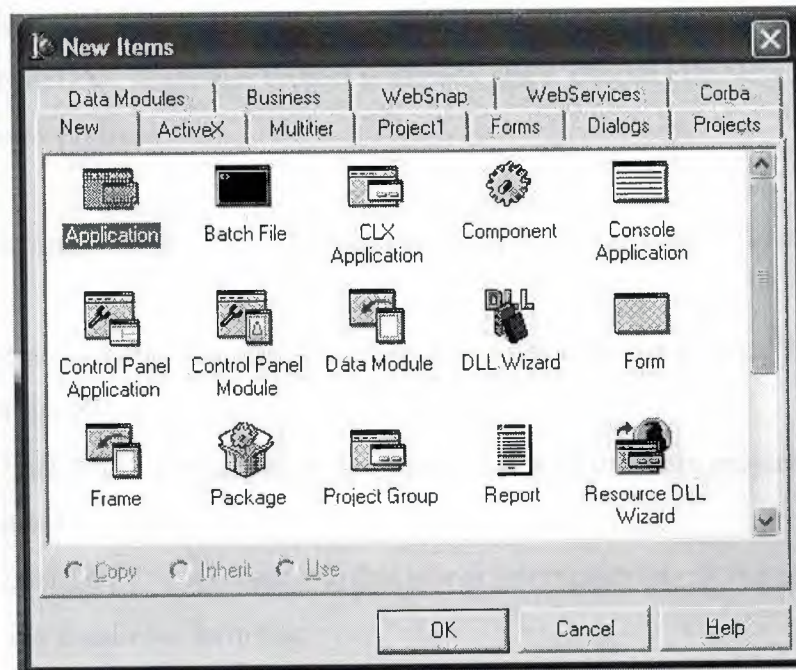 New Items
Data Modules Business WebSnap WebServices Corba
New ActiveX Multitier Project1 Forms Dialogs Projects
Application Batch File CLX Application Component Console Application
Control Panel Application Control Panel Module Data Module DLL Wizard Form
DLL
Frame Package Project Group Report Resource DLL Wizard
Copy Inherit Use
OK Cancel Help